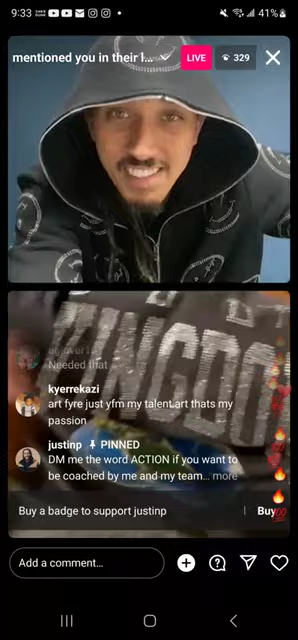 9:33
41%
mentioned you in their l...
LIVE
329
KINGDOM
Needed that
kyerrekazi
art fyre just yfm my talent art thats my
passion
justinp PINNED
DM me the word ACTION if you want
to be coached by me and my team... more
Buy a badge to support justinp
Buy
Add a comment...